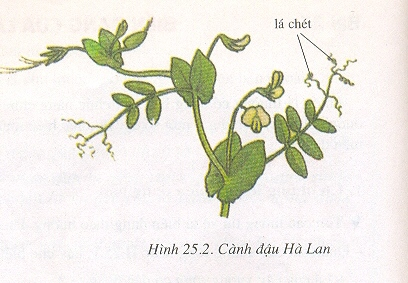 lá chét
Hình 25.2. Cành đậu Hà Lan